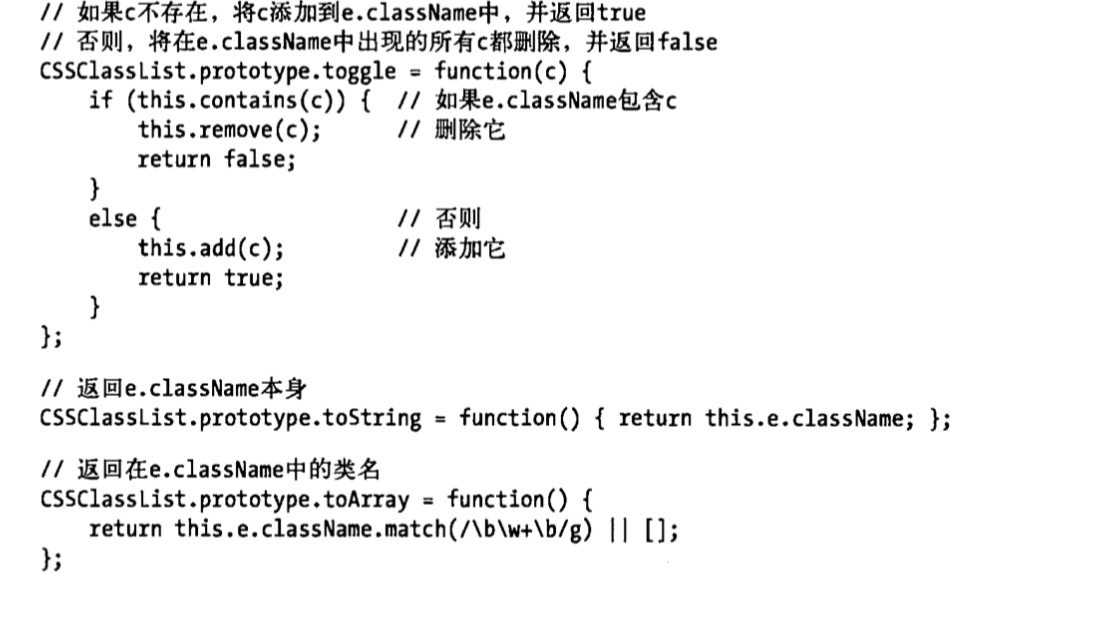 // 如果c不存在，将c添加到e.className中，并返回true
// 否则，将在e.className中出现的所有c都删除，并返回false
CSSClassList.prototype.toggle = function(c) {
    if (this.contains(c)) {  // 如果e.className包含c
        this.remove(c);      // 删除它
        return false;
    }
    else {                   // 否则
        this.add(c);         // 添加它
        return true;
    }
};
// 返回e.className本身
CSSClassList.prototype.toString = function() { return this.e.className; };
// 返回在e.className中的类名
CSSClassList.prototype.toArray = function() {
    return this.e.className.match(/\b\w+\b/g) || [];
};